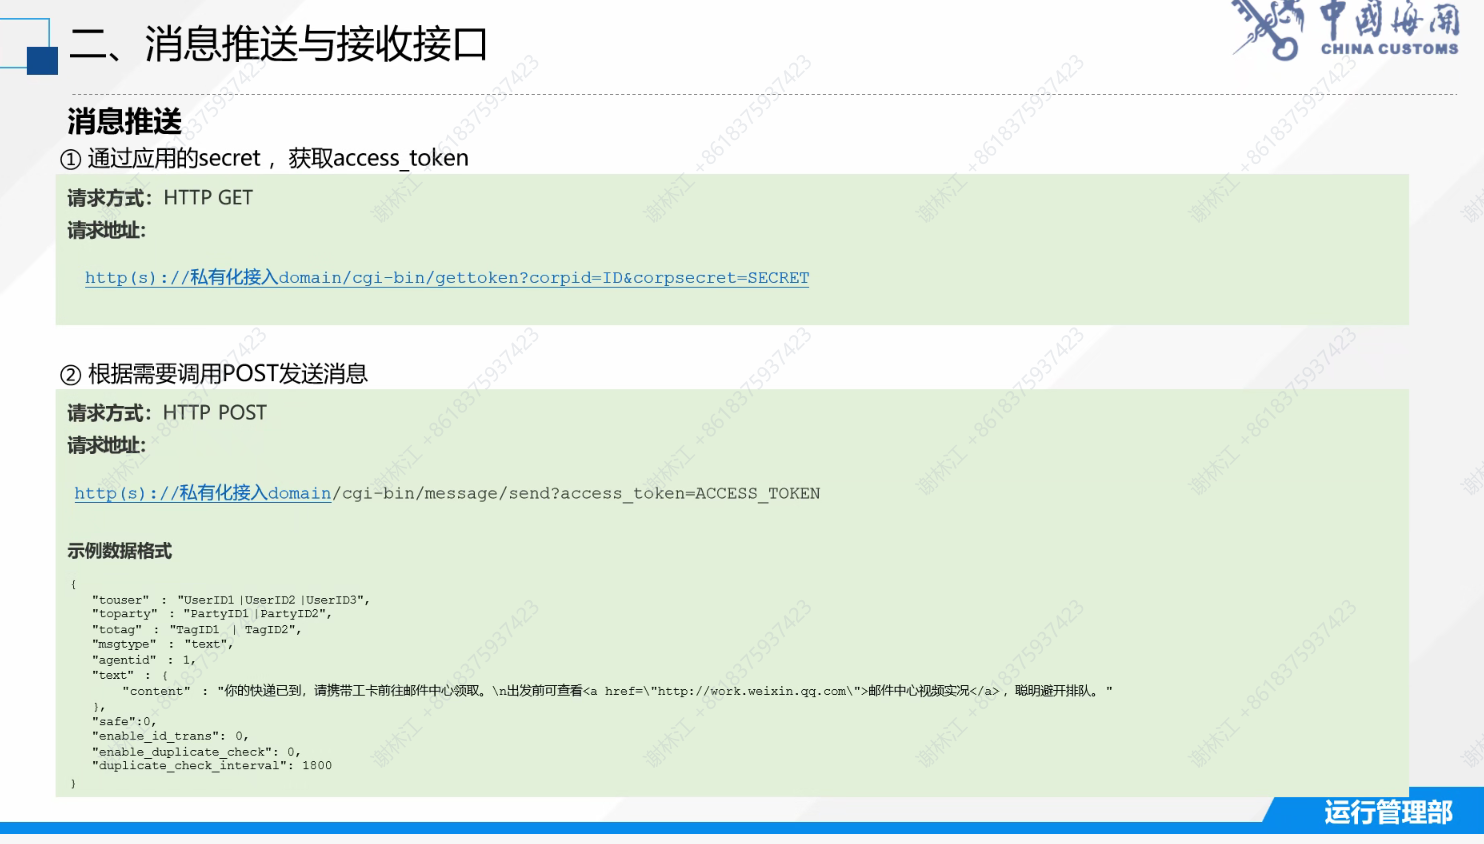 二、消息推送与接收接口
中國海關
CHINA CUSTOMS
消息推送
① 通过应用的secret ，获取access_token
请求方式：HTTP GET
请求地址:
http(s)://私有化接入domain/cgi-bin/gettoken?corpid=ID&corpsecret=SECRET
② 根据需要调用POST发送消息
请求方式：HTTP POST
请求地址:
http(s)://私有化接入domain/cgi-bin/message/send?access_token=ACCESS_TOKEN
示例数据格式
{
"touser" : "UserID1|UserID2|UserID3",
"toparty" : "PartyID1|PartyID2",
"totag" : "TagID1 | TagID2",
"msgtype" : "text",
"agentid" : 1,
"text" : {
"content" : "你的快递已到，请携带工卡前往邮件中心领取。\n出发前可查看<a href=\"http://work.weixin.qq.com\">邮件中心视频实况</a>，聪明避开排队。"
},
"safe":0,
"enable_id_trans": 0,
"enable_duplicate_check": 0,
"duplicate_check_interval": 1800
}
运行管理部
谢林江 +8618375937423